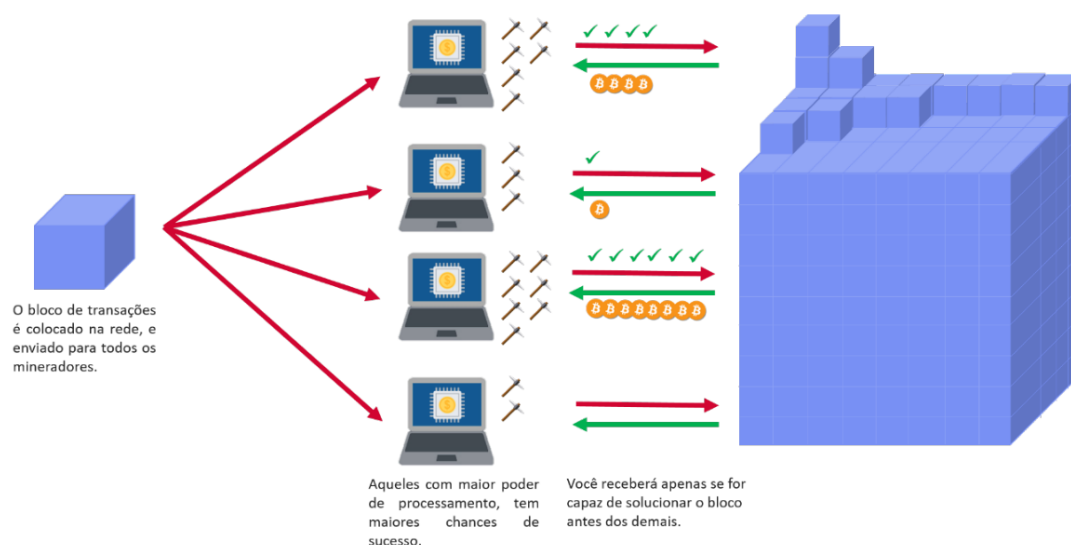 O bloco de transações
é colocado na rede, e
enviado para todos os
mineradores.
Aqueles com maior poder
de processamento, tem
maiores chances de
sucesso.
Você receberá apenas se for
capaz de solucionar o bloco
antes dos demais.